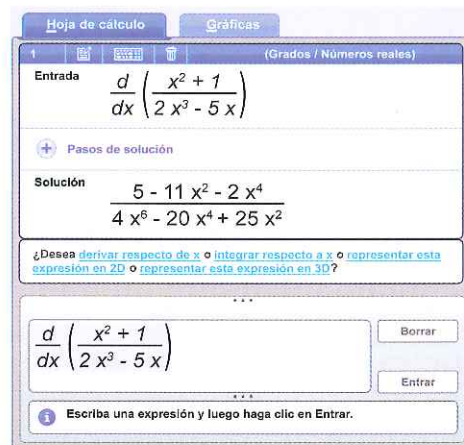 Hoja de cálculo
Gráficas
1
(Grados / Números reales)
Entrada
d/dx ( (x² + 1) / (2 x³ - 5 x) )
+ Pasos de solución
Solución
(5 - 11 x² - 2 x⁴) / (4 x⁶ - 20 x⁴ + 25 x²)
¿Desea derivar respecto de x o integrar respecto a x o representar esta
expresión en 2D o representar esta expresión en 3D?
d/dx ( (x² + 1) / (2 x³ - 5 x) )
Borrar
Entrar
Escriba una expresión y luego haga clic en Entrar.